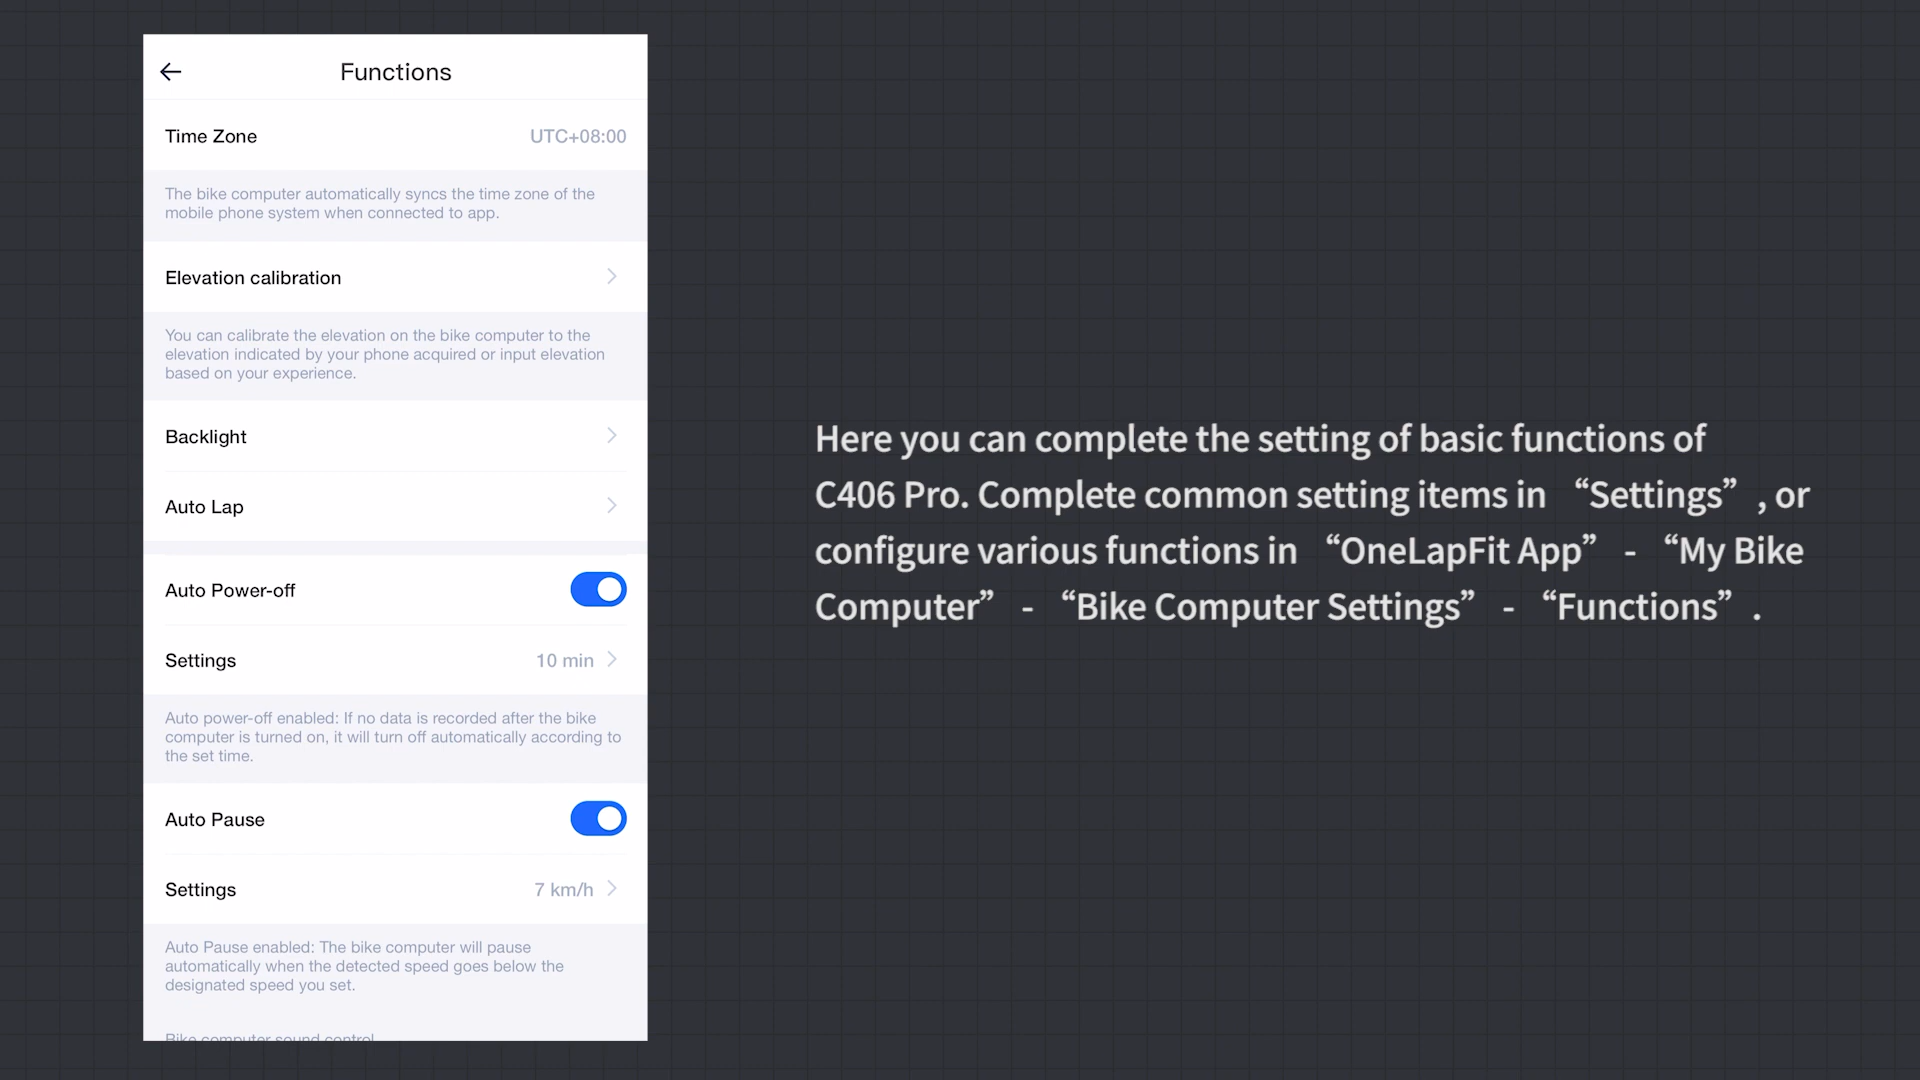 Functions
Time Zone UTC+08:00
The bike computer automatically syncs the time zone of the
mobile phone system when connected to app.
Elevation calibration
You can calibrate the elevation on the bike computer to the
elevation indicated by your phone acquired or input elevation
based on your experience.
Backlight
Auto Lap
Auto Power-off
Settings 10 min
Auto power-off enabled: If no data is recorded after the bike
computer is turned on, it will turn off automatically according to
the set time.
Auto Pause
Settings 7 km/h
Auto Pause enabled: The bike computer will pause
automatically when the detected speed goes below the
designated speed you set.
Bike computer sound control
Here you can complete the setting of basic functions of
C406 Pro. Complete common setting items in “Settings”, or
configure various functions in “OneLapFit App” - “My Bike
Computer” - “Bike Computer Settings” - “Functions”.